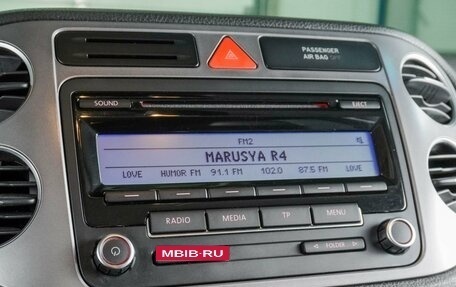 PASSENGER
AIR BAG OFF
SOUND
EJECT
FM2
MARUSYA R4
LOVE HUMOR FM 91.1 FM 102.0 87.5 FM LOVE
RADIO MEDIA TP MENU
< FOLDER >
MBIB·RU